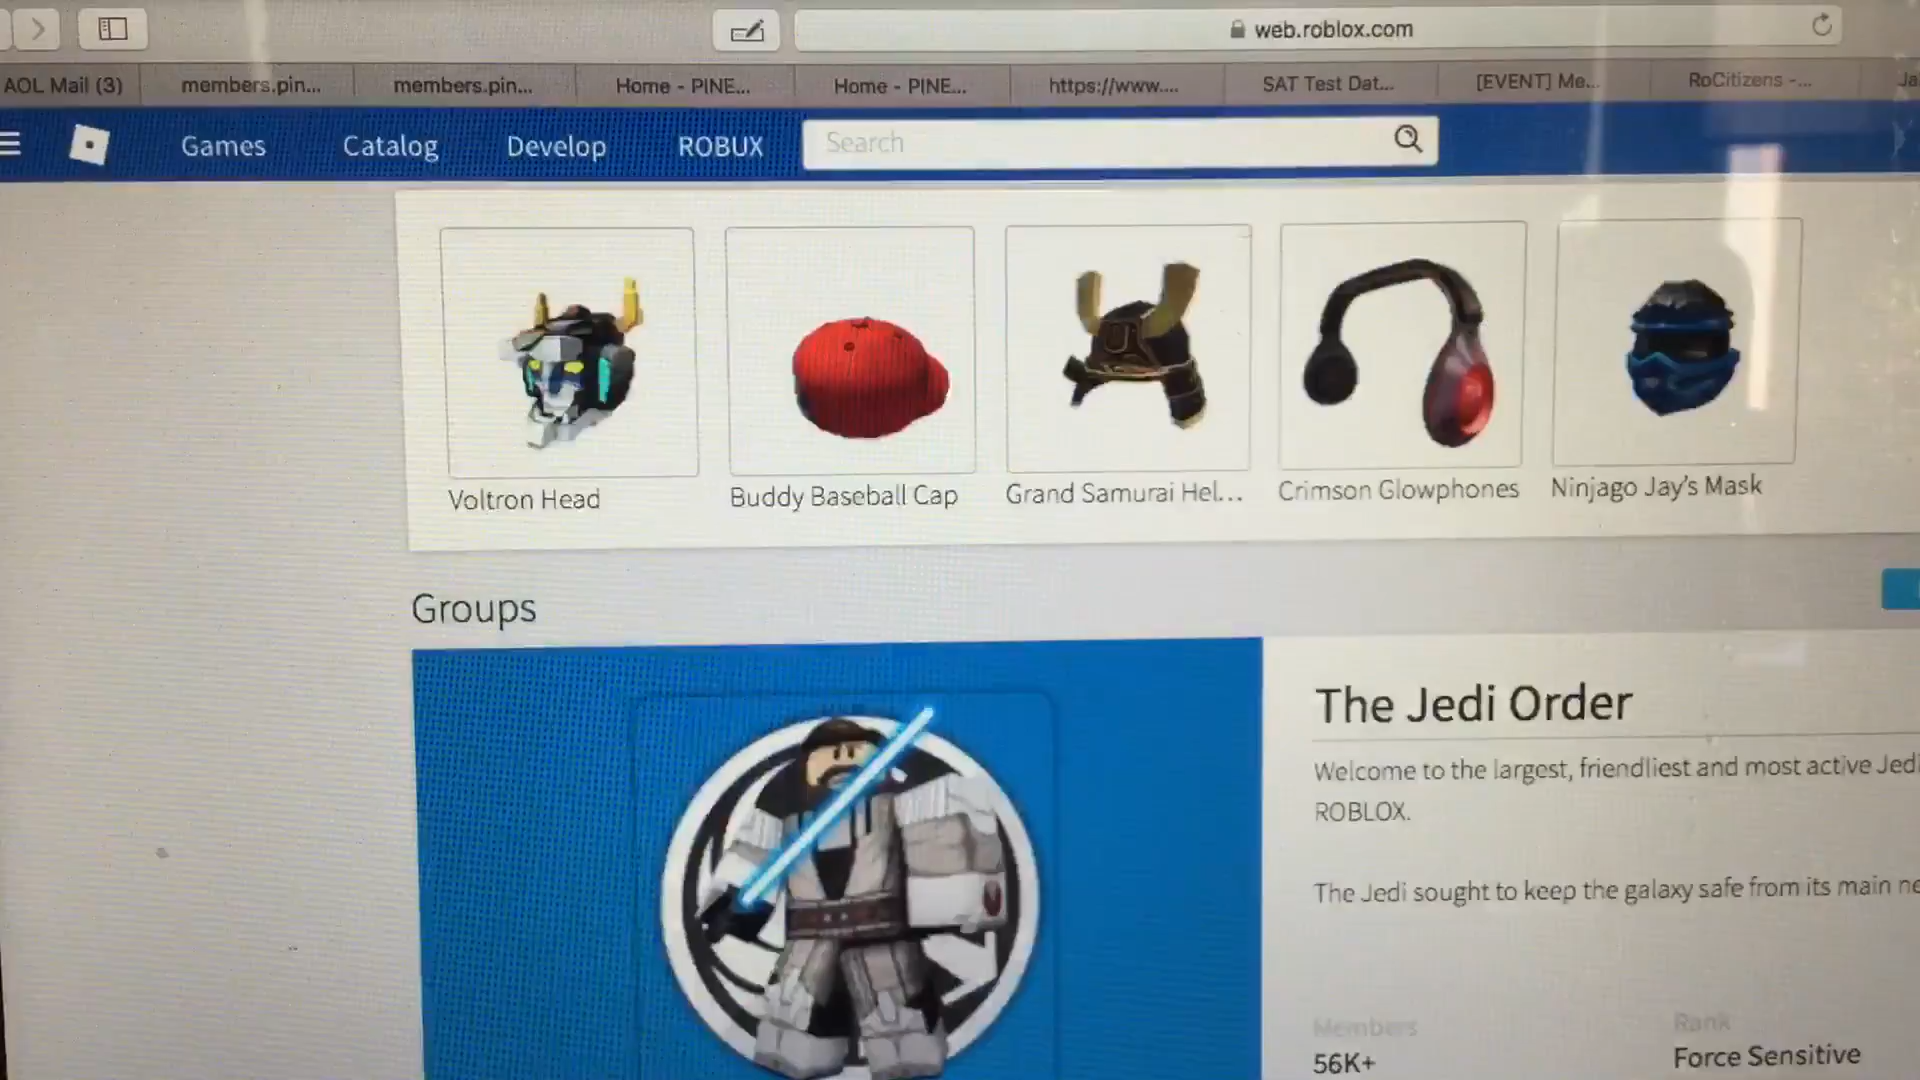 web.roblox.com
AOL Mail (3)
members.pin...
members.pin...
Home - PINE...
Home - PINE...
https://www....
SAT Test Dat...
[EVENT] Me...
RoCitizens -...
Ja
Games
Catalog
Develop
ROBUX
Search
Voltron Head
Buddy Baseball Cap
Grand Samurai Hel...
Crimson Glowphones
Ninjago Jay's Mask
Groups
The Jedi Order
Welcome to the largest, friendliest and most active Jedi
ROBLOX.
The Jedi sought to keep the galaxy safe from its main ne
Members
Rank
56K+
Force Sensitive